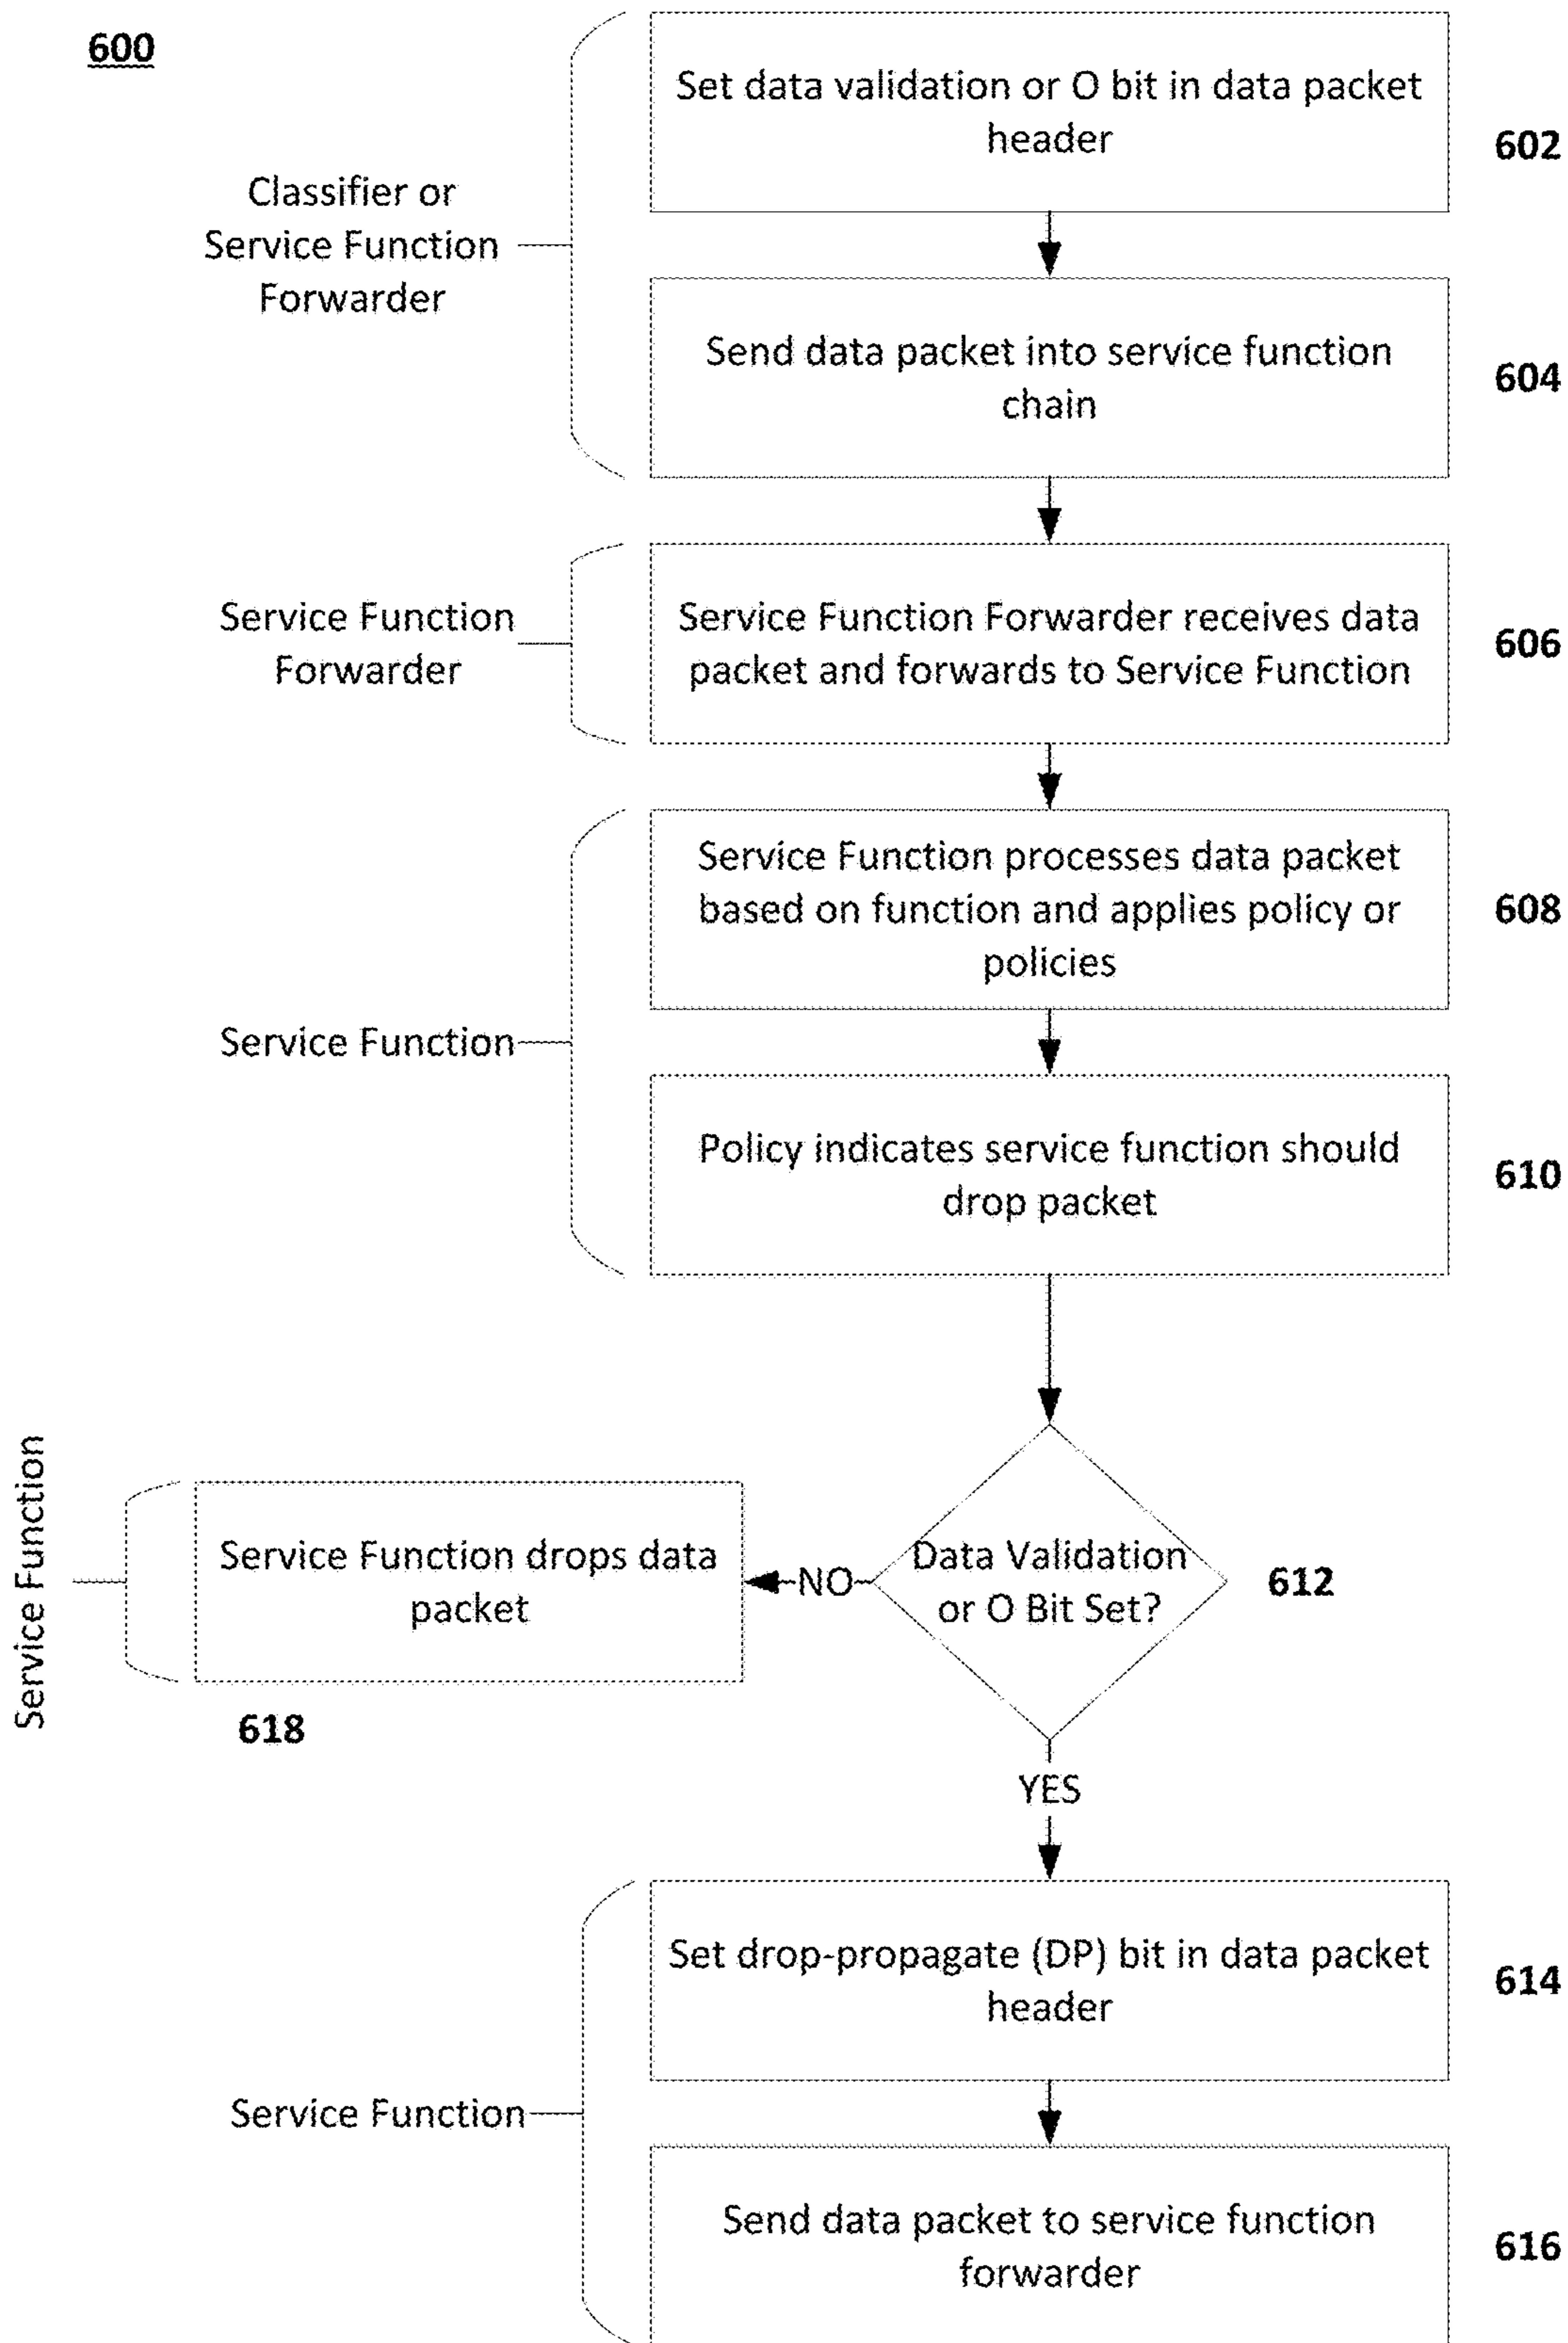 600
Set data validation or O bit in data packet
header
602
Classifier or
Service Function
Forwarder
Send data packet into service function
chain
604
Service Function
Forwarder
Service Function Forwarder receives data
packet and forwards to Service Function
606
Service Function processes data packet
based on function and applies policy or
policies
608
Service Function
Policy indicates service function should
drop packet
610
Service Function
Service Function drops data
packet
618
NO
Data Validation
or O Bit Set?
612
YES
Set drop-propagate (DP) bit in data packet
header
614
Service Function
Send data packet to service function
forwarder
616